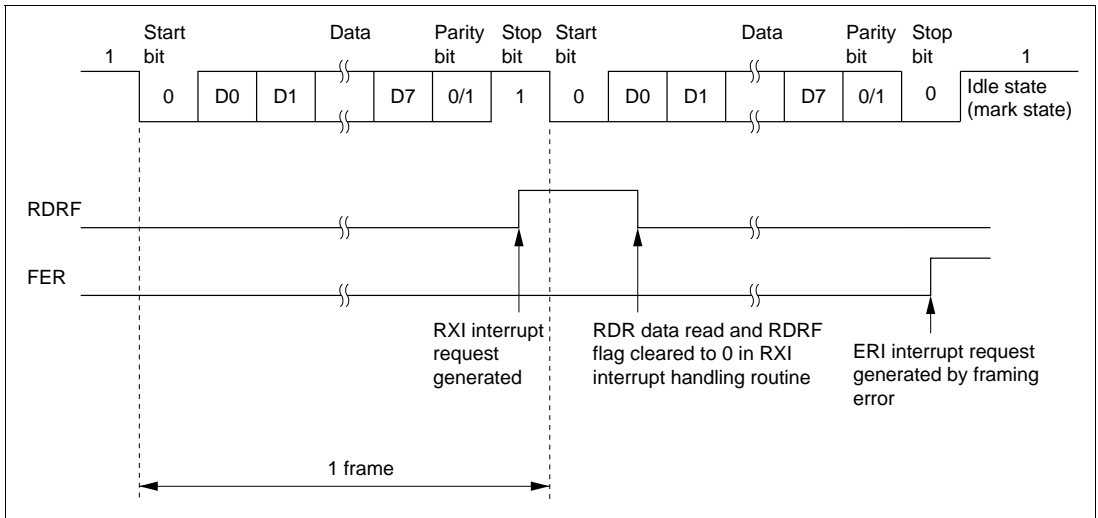 Start bit
Data
Parity bit
Stop bit
Start bit
Data
Parity bit
Stop bit
1
1
0
D0
D1
D7
0/1
1
0
D0
D1
D7
0/1
0
Idle state
(mark state)
RDRF
FER
RXI interrupt
request
generated
RDR data read and RDRF
flag cleared to 0 in RXI
interrupt handling routine
ERI interrupt request
generated by framing
error
1 frame